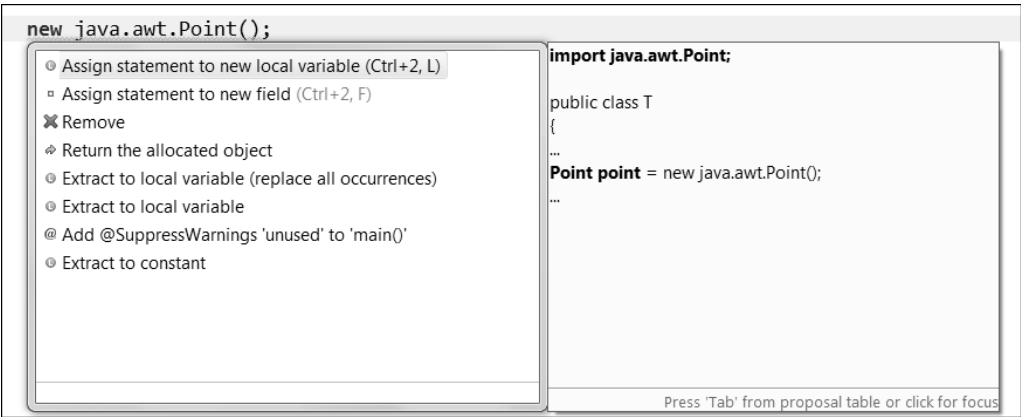 new java.awt.Point();
Assign statement to new local variable (Ctrl+2, L)
Assign statement to new field (Ctrl+2, F)
Remove
Return the allocated object
Extract to local variable (replace all occurrences)
Extract to local variable
@ Add @SuppressWarnings 'unused' to 'main()'
Extract to constant
import java.awt.Point;
public class T
{
...
Point point = new java.awt.Point();
...
Press 'Tab' from proposal table or click for focus